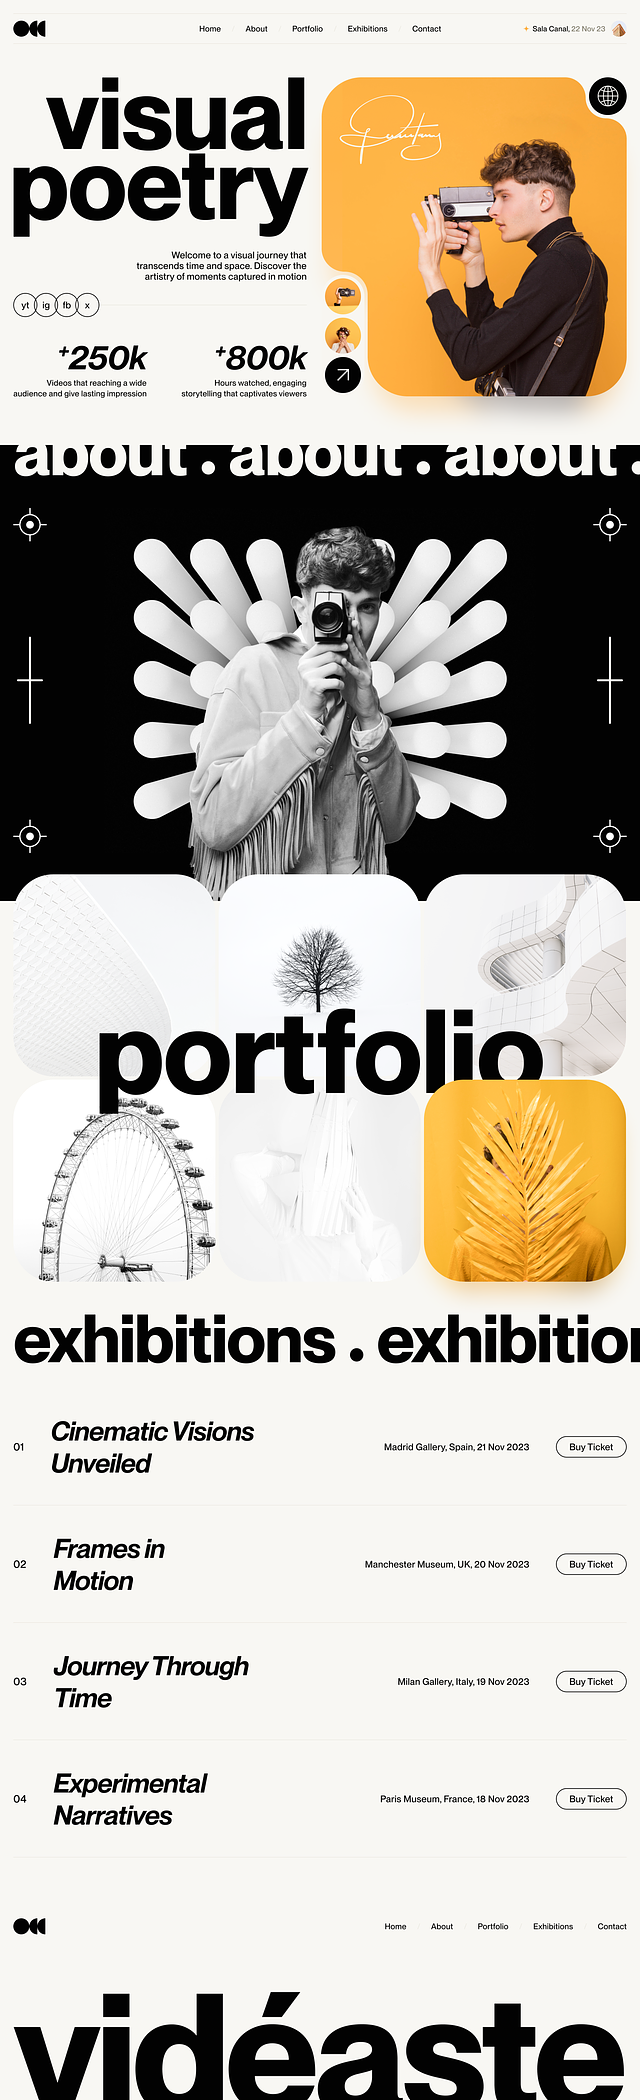 Home
About
Portfolio
Exhibitions
Contact
Sala Canal, 22 Nov 23
visual
poetry
Welcome to a visual journey that
transcends time and space. Discover the
artistry of moments captured in motion
yt
ig
fb
x
+250k
Videos that reaching a wide
audience and give lasting impression
+800k
Hours watched, engaging
storytelling that captivates viewers
about . about . about .
portfolio
exhibitions . exhibition
01
Cinematic Visions
Unveiled
Madrid Gallery, Spain, 21 Nov 2023
Buy Ticket
02
Frames in
Motion
Manchester Museum, UK, 20 Nov 2023
Buy Ticket
03
Journey Through
Time
Milan Gallery, Italy, 19 Nov 2023
Buy Ticket
04
Experimental
Narratives
Paris Museum, France, 18 Nov 2023
Buy Ticket
Home
About
Portfolio
Exhibitions
Contact
vidéaste